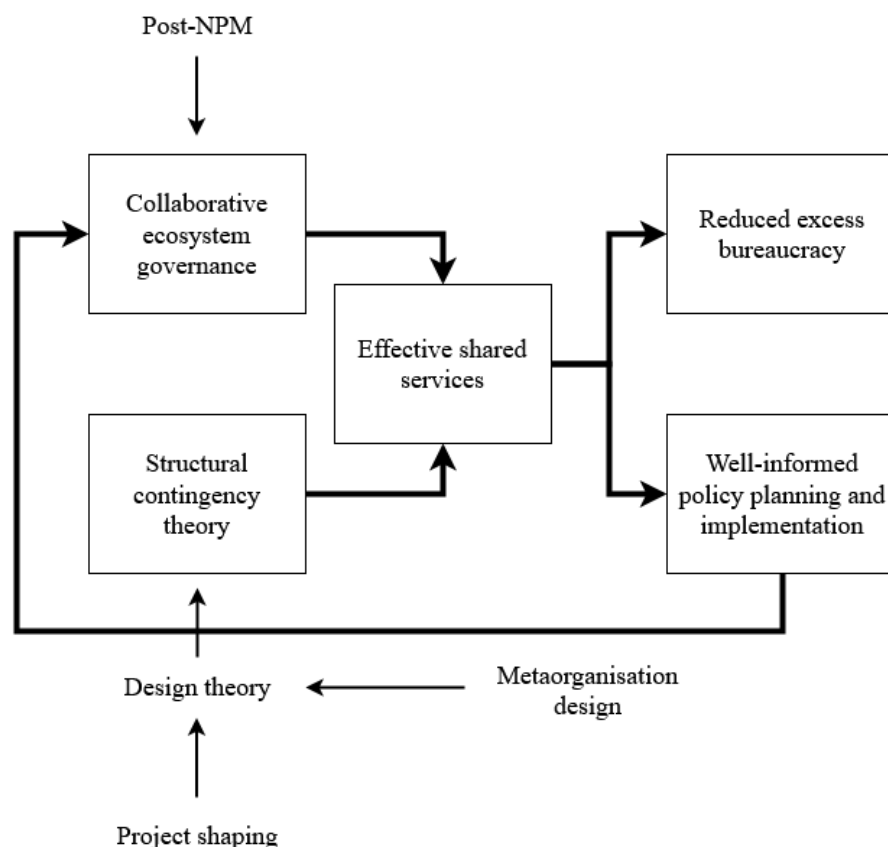 Post-NPM
Collaborative
ecosystem
governance
Reduced excess
bureaucracy
Effective shared
services
Structural
contingency
theory
Well-informed
policy planning and
implementation
Design theory
Metaorganisation
design
Project shaping